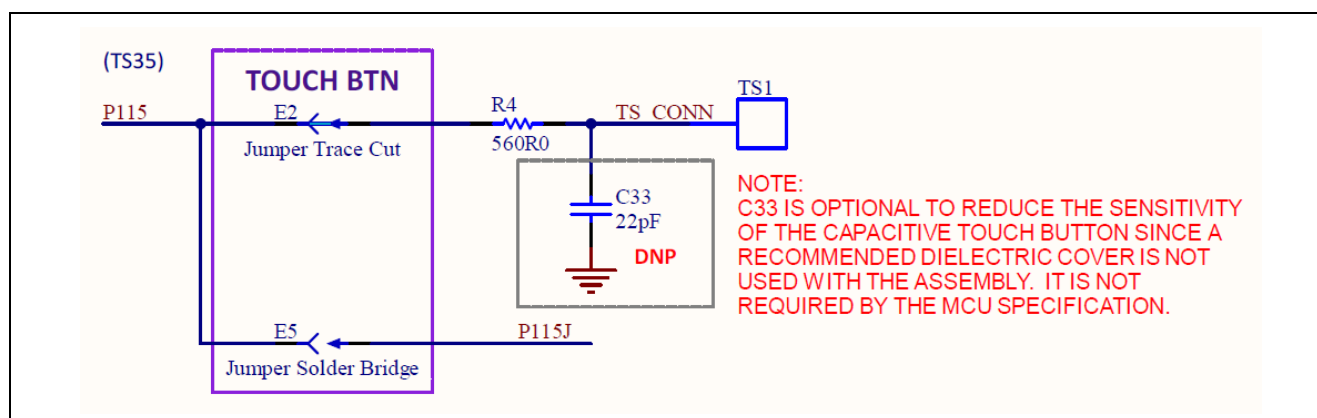 (TS35)
TOUCH BTN
P115
E2
Jumper Trace Cut
R4
560R0
TS CONN
TS1
C33
22pF
DNP
NOTE:
C33 IS OPTIONAL TO REDUCE THE SENSITIVITY
OF THE CAPACITIVE TOUCH BUTTON SINCE A
RECOMMENDED DIELECTRIC COVER IS NOT
USED WITH THE ASSEMBLY. IT IS NOT
REQUIRED BY THE MCU SPECIFICATION.
E5
Jumper Solder Bridge
P115J